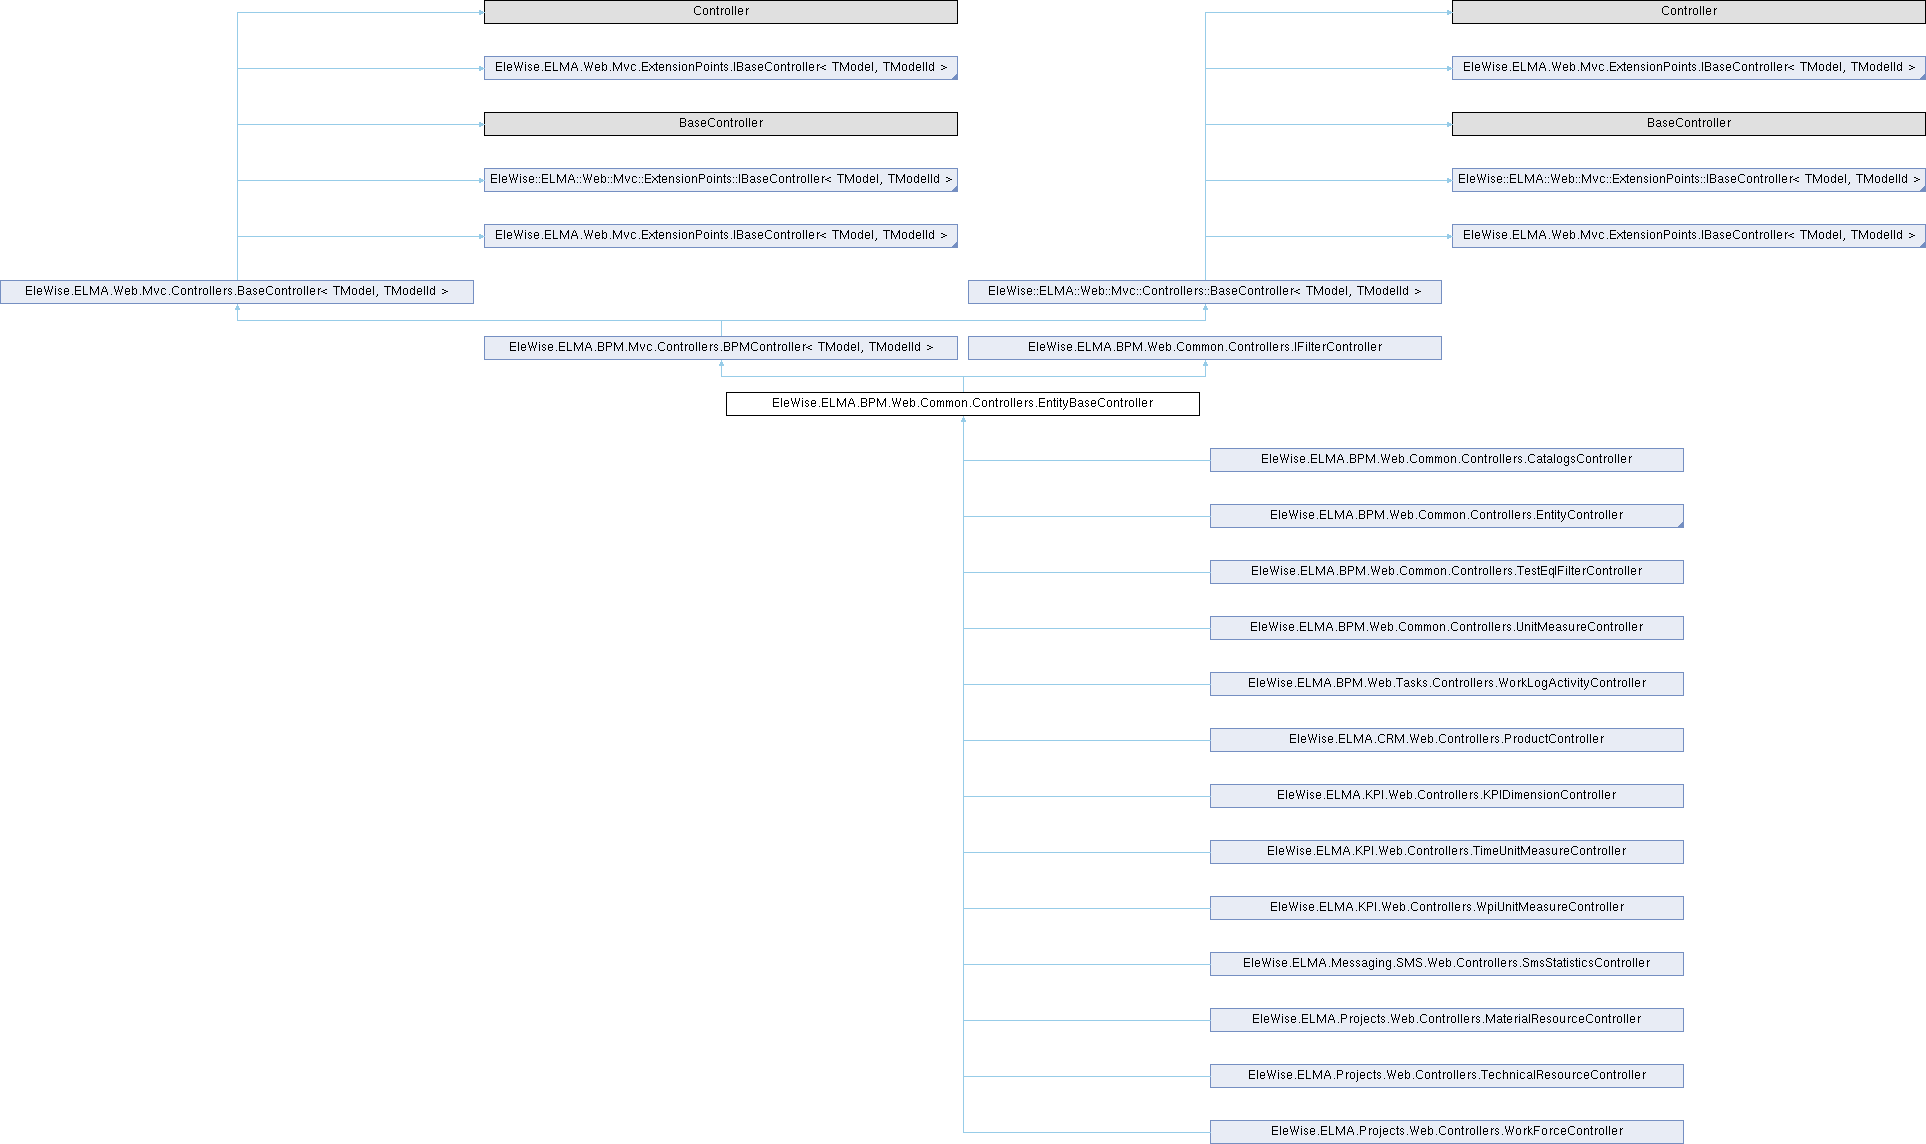 Controller
Controller
EleWise.ELMA.Web.Mvc.ExtensionPoints.IBaseController< TModel, TModelId >
EleWise.ELMA.Web.Mvc.ExtensionPoints.IBaseController< TModel, TModelId >
BaseController
BaseController
EleWise::ELMA::Web::Mvc::ExtensionPoints::IBaseController< TModel, TModelId >
EleWise::ELMA::Web::Mvc::ExtensionPoints::IBaseController< TModel, TModelId >
EleWise.ELMA.Web.Mvc.ExtensionPoints.IBaseController< TModel, TModelId >
EleWise.ELMA.Web.Mvc.ExtensionPoints.IBaseController< TModel, TModelId >
EleWise.ELMA.Web.Mvc.Controllers.BaseController< TModel, TModelId >
EleWise::ELMA::Web::Mvc::Controllers::BaseController< TModel, TModelId >
EleWise.ELMA.BPM.Mvc.Controllers.BPMController< TModel, TModelId >
EleWise.ELMA.BPM.Web.Common.Controllers.IFilterController
EleWise.ELMA.BPM.Web.Common.Controllers.EntityBaseController
EleWise.ELMA.BPM.Web.Common.Controllers.CatalogsController
EleWise.ELMA.BPM.Web.Common.Controllers.EntityController
EleWise.ELMA.BPM.Web.Common.Controllers.TestEqlFilterController
EleWise.ELMA.BPM.Web.Common.Controllers.UnitMeasureController
EleWise.ELMA.BPM.Web.Tasks.Controllers.WorkLogActivityController
EleWise.ELMA.CRM.Web.Controllers.ProductController
EleWise.ELMA.KPI.Web.Controllers.KPIDimensionController
EleWise.ELMA.KPI.Web.Controllers.TimeUnitMeasureController
EleWise.ELMA.KPI.Web.Controllers.WpiUnitMeasureController
EleWise.ELMA.Messaging.SMS.Web.Controllers.SmsStatisticsController
EleWise.ELMA.Projects.Web.Controllers.MaterialResourceController
EleWise.ELMA.Projects.Web.Controllers.TechnicalResourceController
EleWise.ELMA.Projects.Web.Controllers.WorkForceController